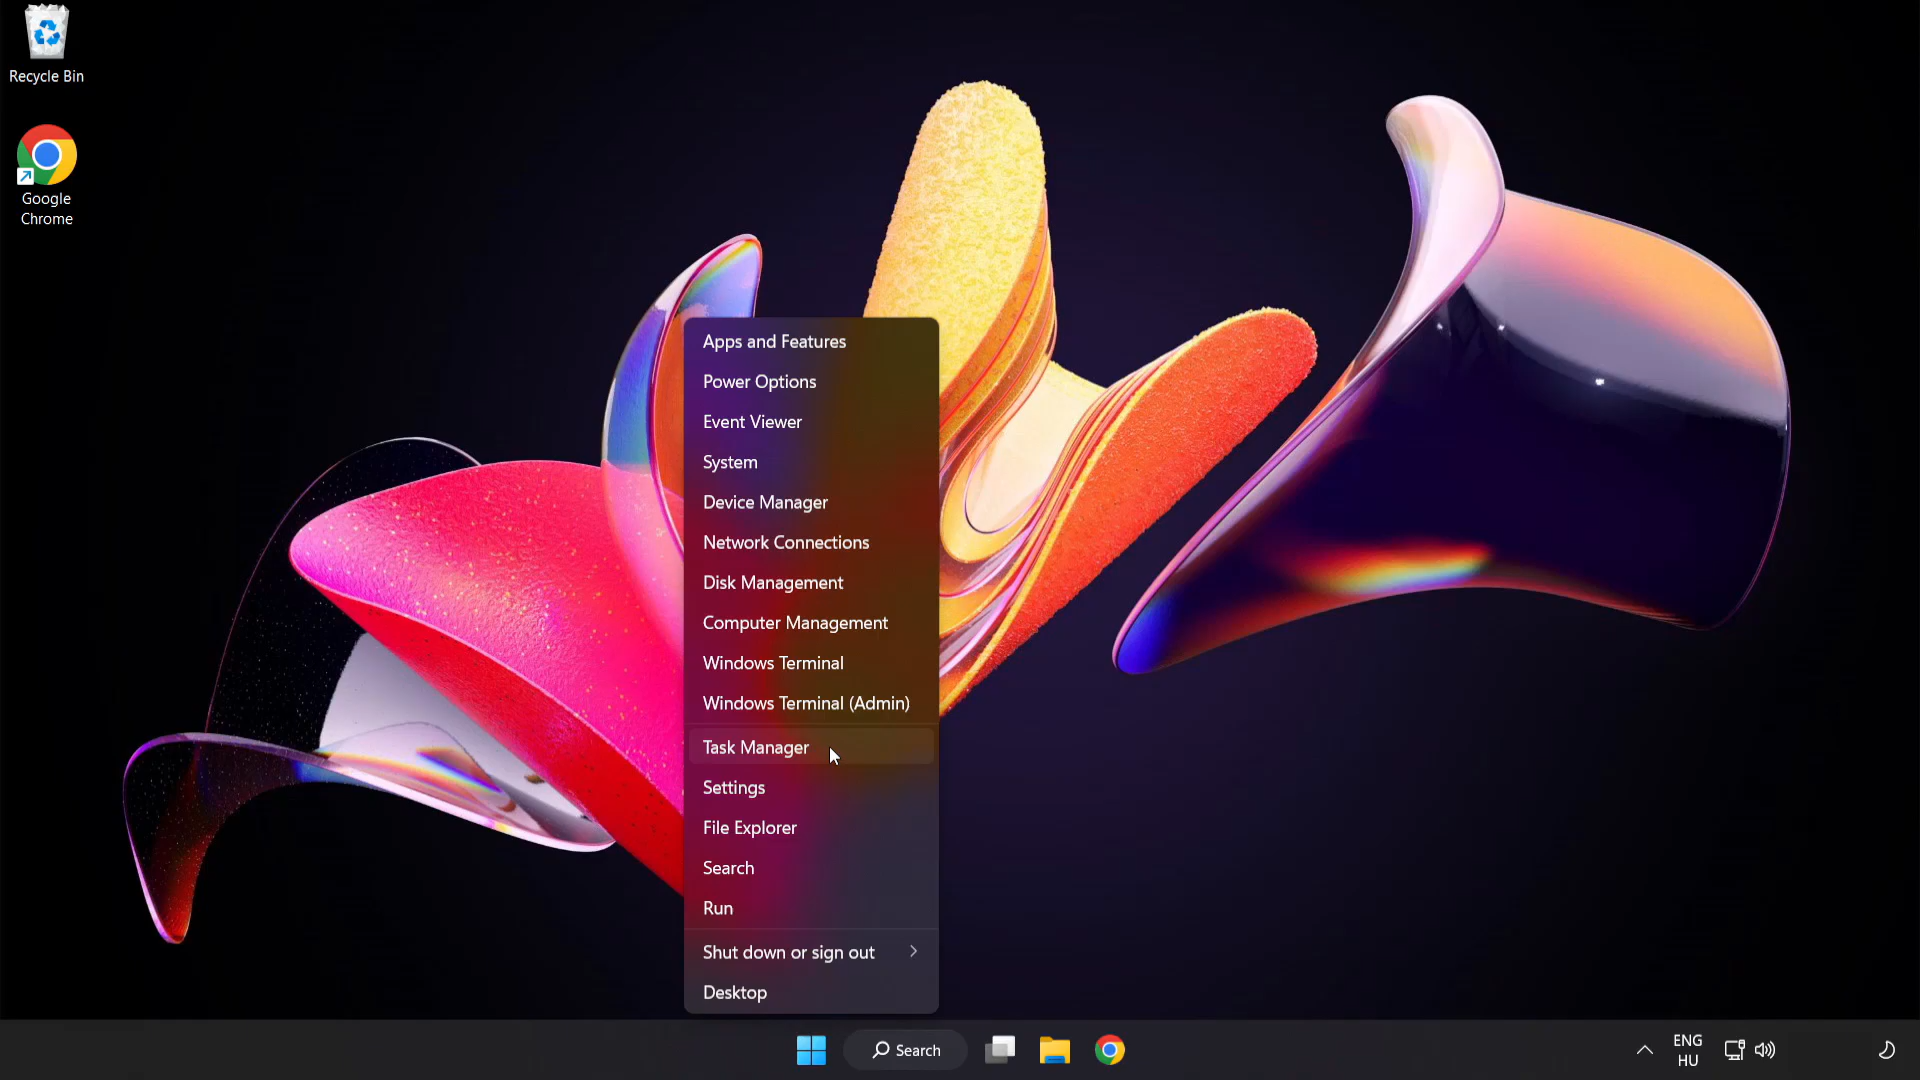 Recycle Bin
Google
Chrome
Apps and Features
Power Options
Event Viewer
System
Device Manager
Network Connections
Disk Management
Computer Management
Windows Terminal
Windows Terminal (Admin)
Task Manager
Settings
File Explorer
Search
Run
Shut down or sign out
Desktop
Search
ENG
HU